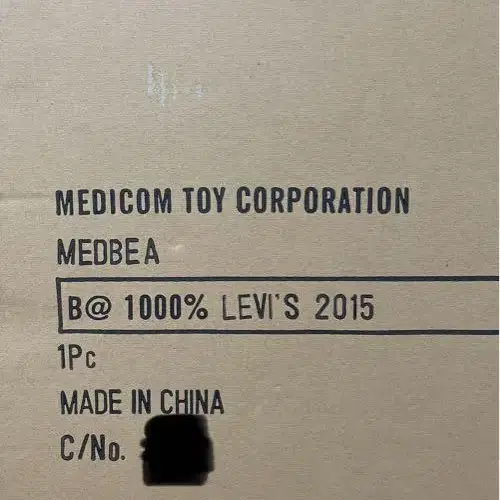 MEDICOM TOY CORPORATION
MEDBEA
B@ 1000% LEVI'S 2015
1Pc
MADE IN CHINA
C/No.